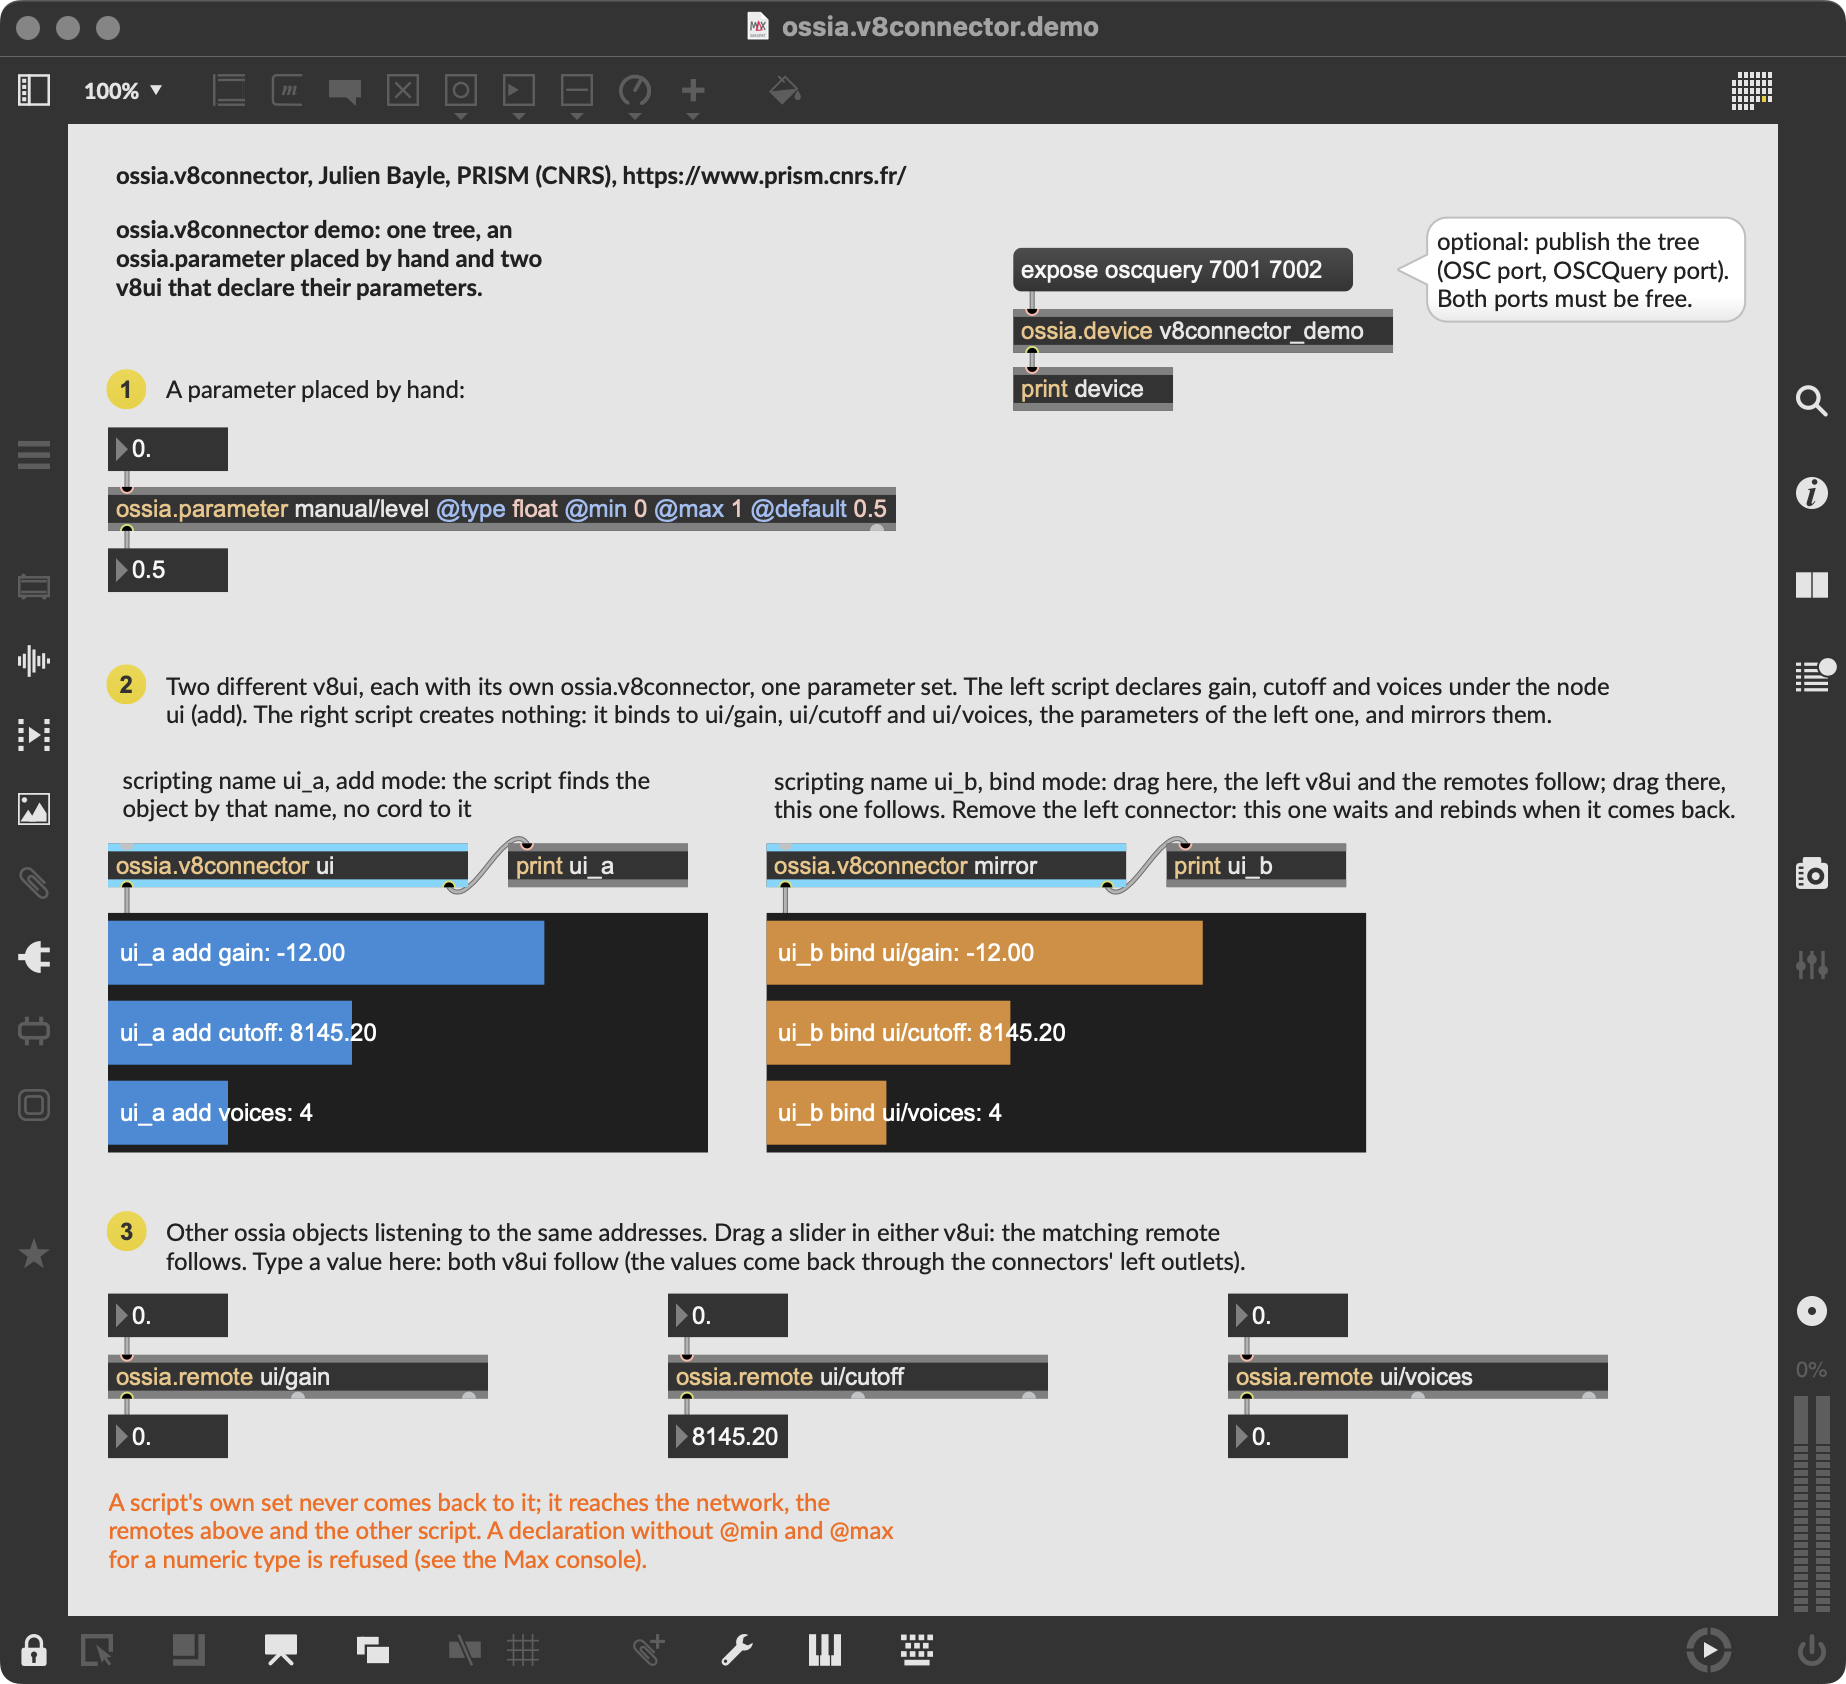 ossia.v8connector.demo
100%
ossia.v8connector, Julien Bayle, PRISM (CNRS), https://www.prism.cnrs.fr/
ossia.v8connector demo: one tree, an
ossia.parameter placed by hand and two
v8ui that declare their parameters.
expose oscquery 7001 7002
optional: publish the tree
(OSC port, OSCQuery port).
Both ports must be free.
ossia.device v8connector_demo
print device
1 A parameter placed by hand:
0.
ossia.parameter manual/level @type float @min 0 @max 1 @default 0.5
0.5
2 Two different v8ui, each with its own ossia.v8connector, one parameter set. The left script declares gain, cutoff and voices under the node
ui (add). The right script creates nothing: it binds to ui/gain, ui/cutoff and ui/voices, the parameters of the left one, and mirrors them.
scripting name ui_a, add mode: the script finds the
object by that name, no cord to it
ossia.v8connector ui
print ui_a
ui_a add gain: -12.00
ui_a add cutoff: 8145.20
ui_a add voices: 4
scripting name ui_b, bind mode: drag here, the left v8ui and the remotes follow; drag there,
this one follows. Remove the left connector: this one waits and rebinds when it comes back.
ossia.v8connector mirror
print ui_b
ui_b bind ui/gain: -12.00
ui_b bind ui/cutoff: 8145.20
ui_b bind ui/voices: 4
3 Other ossia objects listening to the same addresses. Drag a slider in either v8ui: the matching remote
follows. Type a value here: both v8ui follow (the values come back through the connectors' left outlets).
0.
ossia.remote ui/gain
0.
0.
ossia.remote ui/cutoff
8145.20
0.
ossia.remote ui/voices
0.
0%
A script's own set never comes back to it; it reaches the network, the
remotes above and the other script. A declaration without @min and @max
for a numeric type is refused (see the Max console).